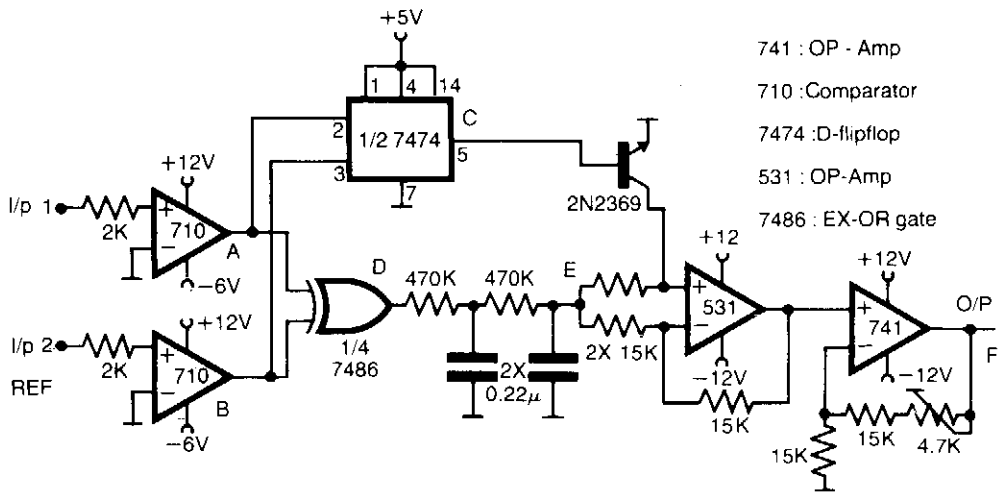 +5V
741 : OP - Amp
1 4 14
710 :Comparator
C
2 1/2 7474 5
7474 : D-flipflop
3
+12V
7
531 : OP-Amp
I/p 1
2N2369
2K + 710 −
7486 : EX-OR gate
A
+12
−6V
D 470K 470K E
+12V
+ 531 −
+12V
+ 741 −
O/P
F
I/p 2
1/4
7486
2X
0.22μ
2X 15K
REF
2K + 710 −
B
−12V
−12V
−6V
15K
15K 4.7K
15K